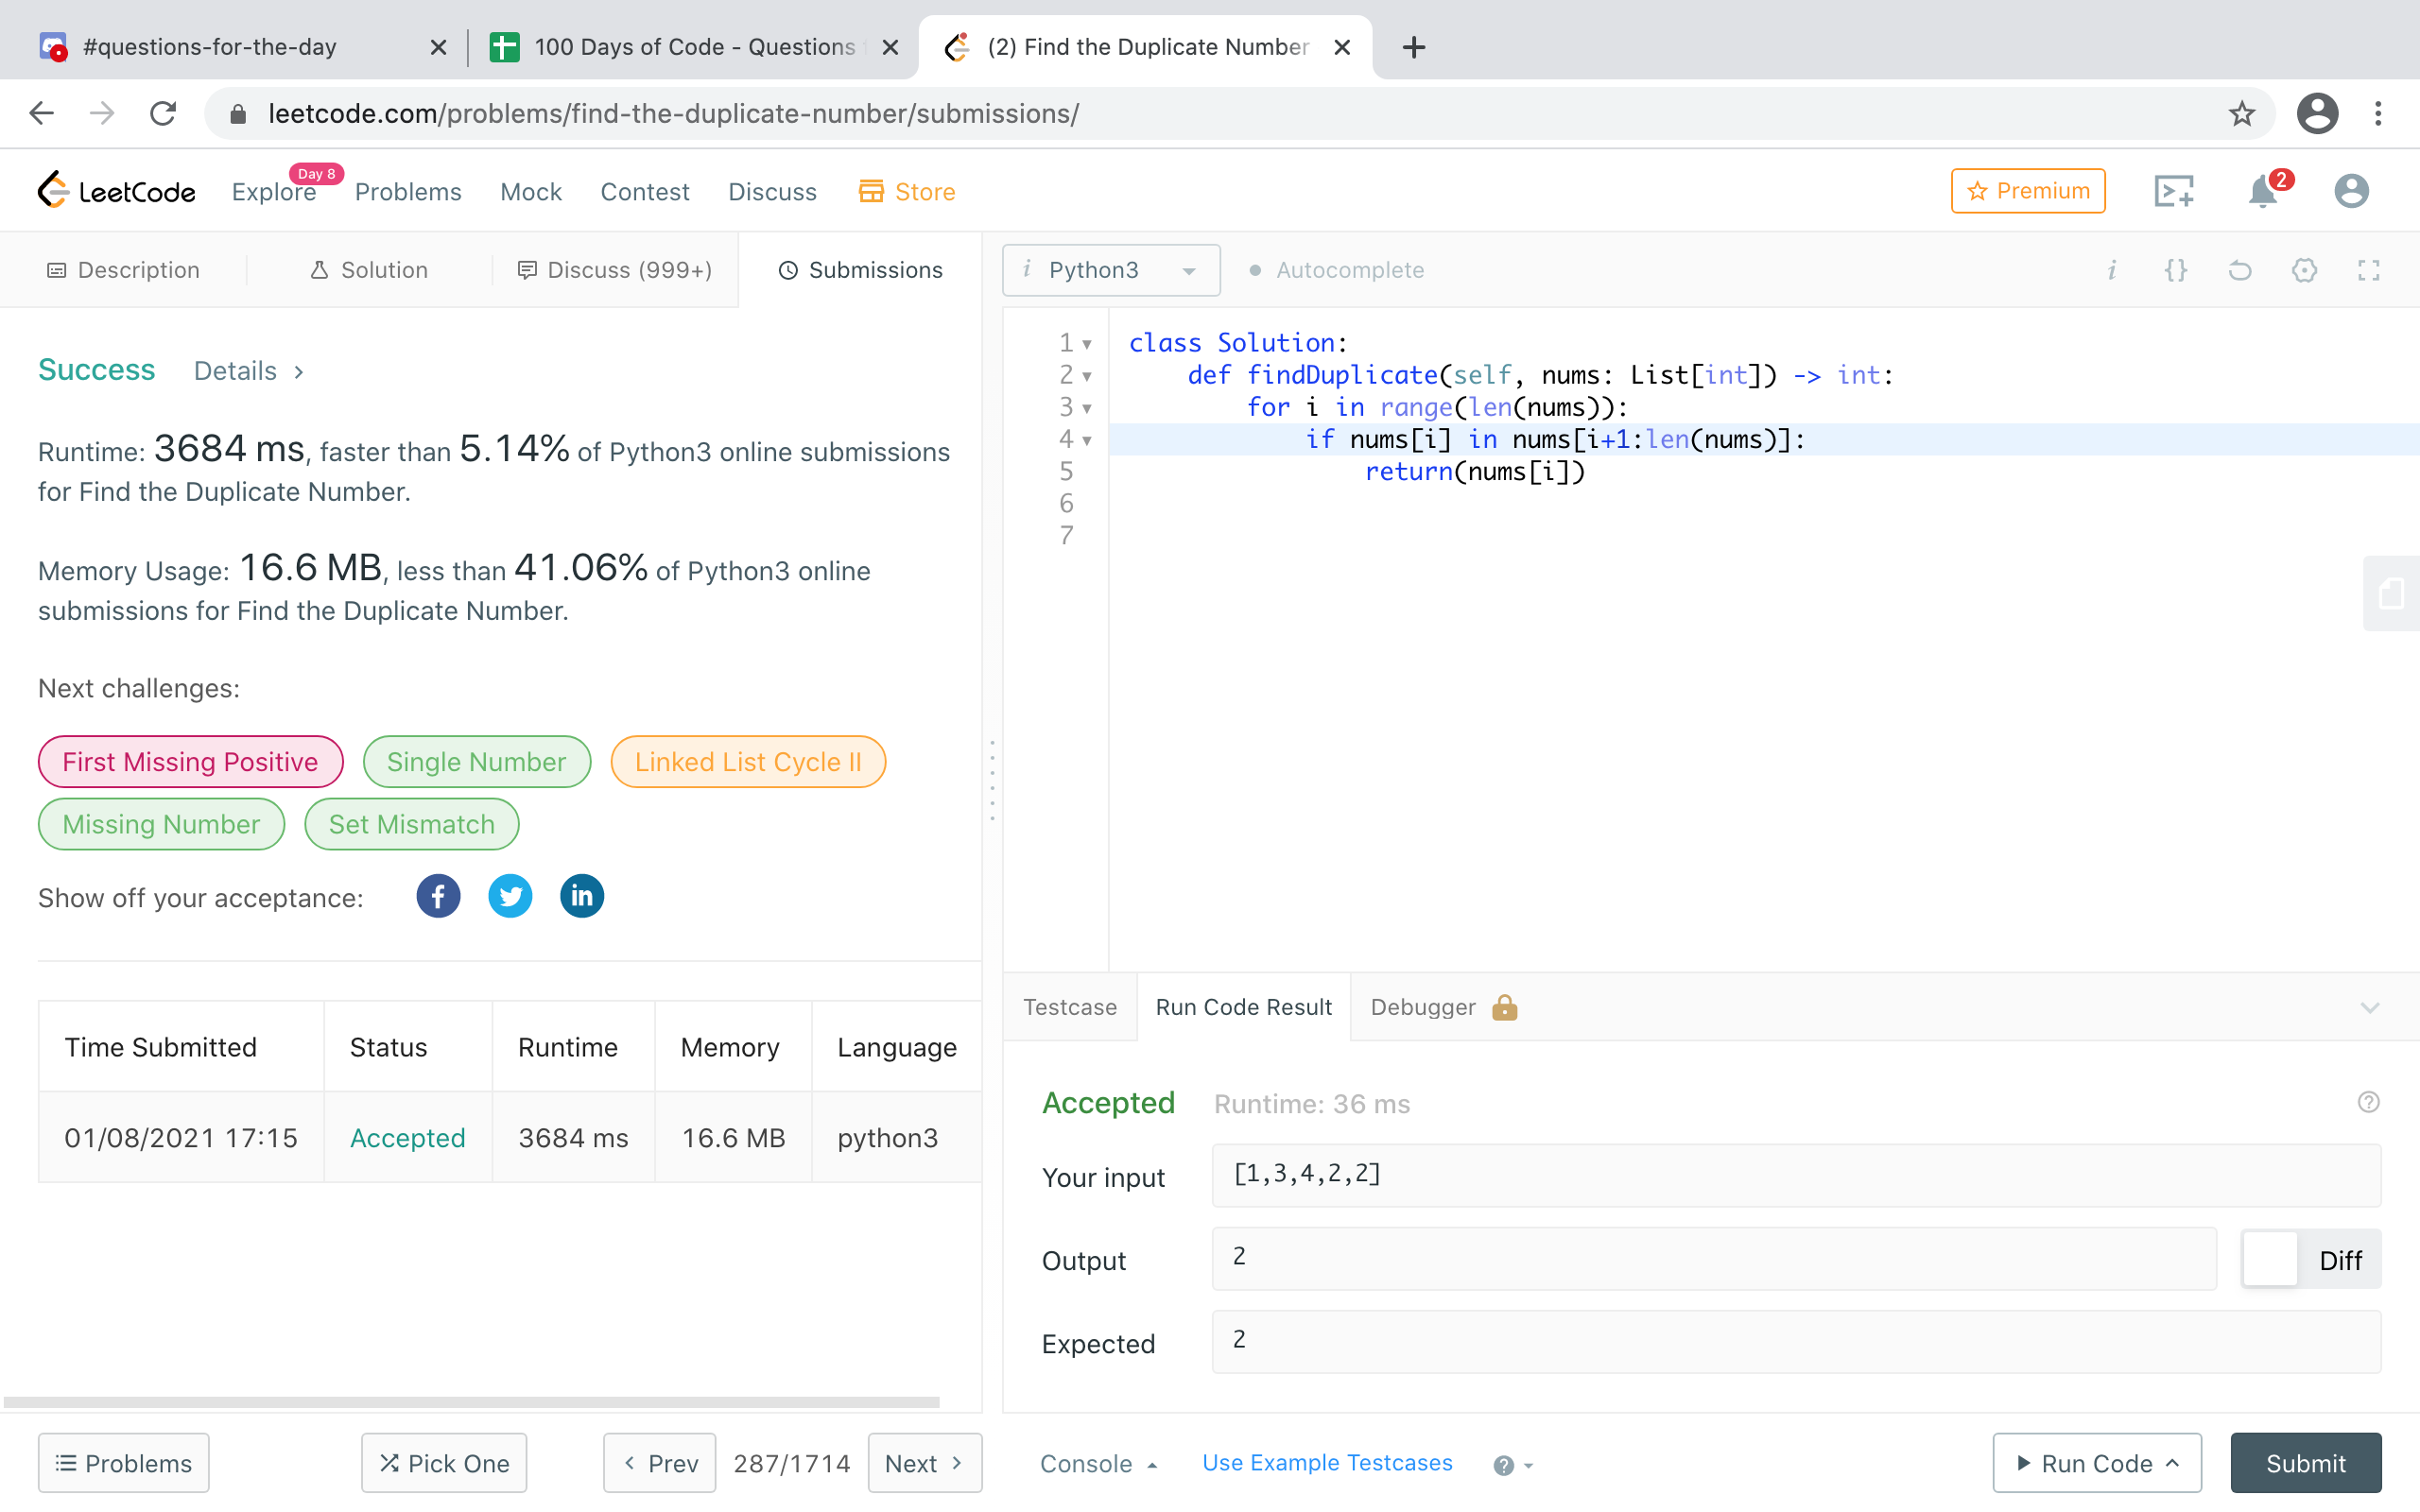 #questions-for-the-day
100 Days of Code - Questions
(2) Find the Duplicate Number
leetcode.com/problems/find-the-duplicate-number/submissions/
LeetCode
Explore
Day 8
Problems
Mock
Contest
Discuss
Store
Premium
2
Description
Solution
Discuss (999+)
Submissions
i Python3
Autocomplete
i {}
Success Details >
Runtime: 3684 ms, faster than 5.14% of Python3 online submissions
for Find the Duplicate Number.
Memory Usage: 16.6 MB, less than 41.06% of Python3 online
submissions for Find the Duplicate Number.
Next challenges:
First Missing Positive
Single Number
Linked List Cycle II
Missing Number
Set Mismatch
Show off your acceptance:
f
in
Time Submitted Status Runtime Memory Language
01/08/2021 17:15 Accepted 3684 ms 16.6 MB python3
1 class Solution:
2     def findDuplicate(self, nums: List[int]) -> int:
3         for i in range(len(nums)):
4             if nums[i] in nums[i+1:len(nums)]:
5                 return(nums[i])
6
7
Testcase
Run Code Result
Debugger
Accepted Runtime: 36 ms
Your input [1,3,4,2,2]
Output 2
Diff
Expected 2
Problems
Pick One
< Prev
287/1714
Next >
Console
Use Example Testcases
?
Run Code
Submit